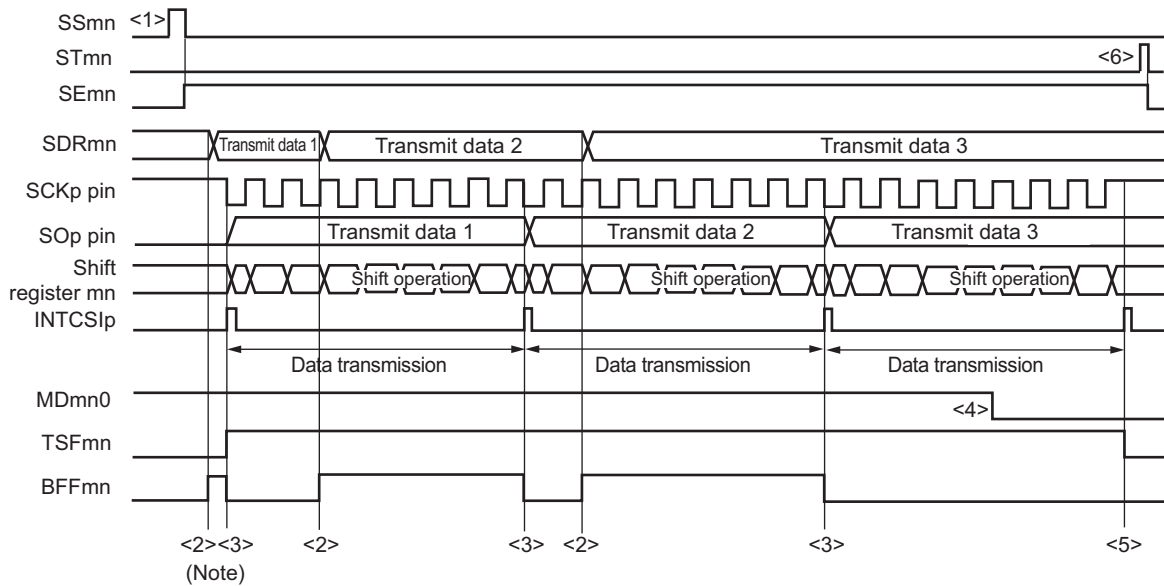 SSmn <1>
STmn <6>
SEmn
SDRmn Transmit data 1 Transmit data 2 Transmit data 3
SCKp pin
SOp pin Transmit data 1 Transmit data 2 Transmit data 3
Shift
register mn Shift operation Shift operation Shift operation
INTCSIp
Data transmission Data transmission Data transmission
MDmn0 <4>
TSFmn
BFFmn
<2> <3> <2> <3> <2> <3> <5>
(Note)